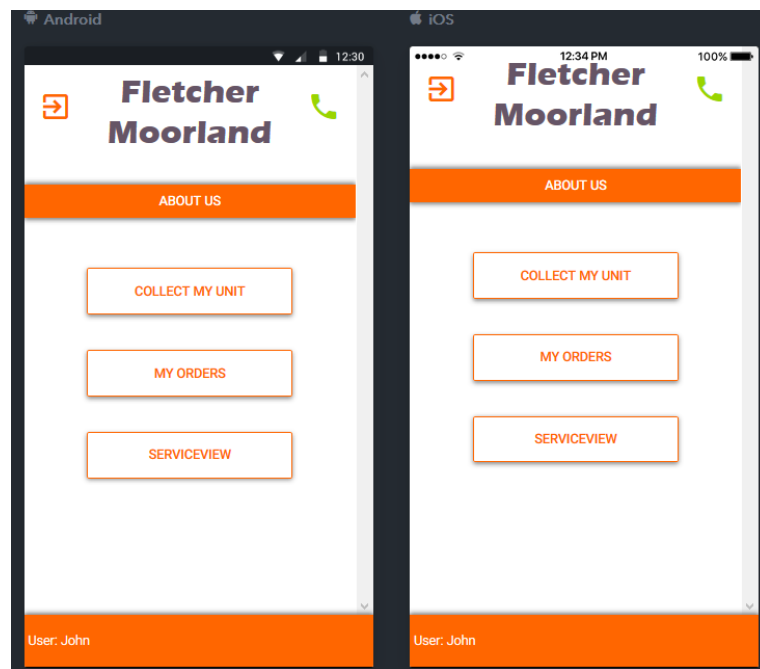 Android
12:30
Fletcher
Moorland
ABOUT US
COLLECT MY UNIT
MY ORDERS
SERVICEVIEW
User: John
iOS
12:34 PM
100%
Fletcher
Moorland
ABOUT US
COLLECT MY UNIT
MY ORDERS
SERVICEVIEW
User: John